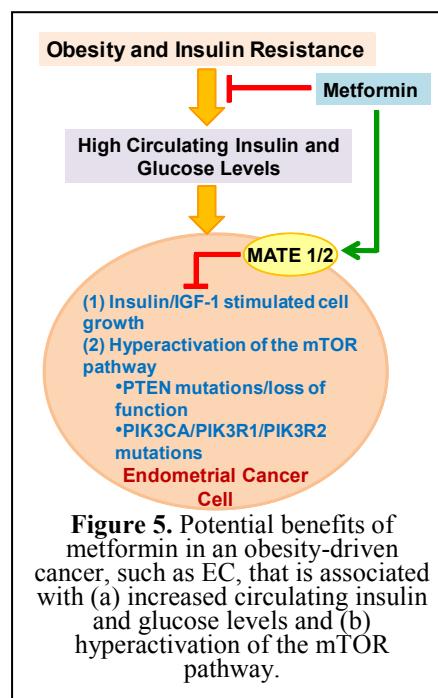 Obesity and Insulin Resistance
Metformin
High Circulating Insulin and
Glucose Levels
MATE 1/2
(1) Insulin/IGF-1 stimulated cell
growth
(2) Hyperactivation of the mTOR
pathway
•PTEN mutations/loss of
function
•PIK3CA/PIK3R1/PIK3R2
mutations
Endometrial Cancer
Cell
Figure 5. Potential benefits of
metformin in an obesity-driven
cancer, such as EC, that is associated
with (a) increased circulating insulin
and glucose levels and (b)
hyperactivation of the mTOR
pathway.